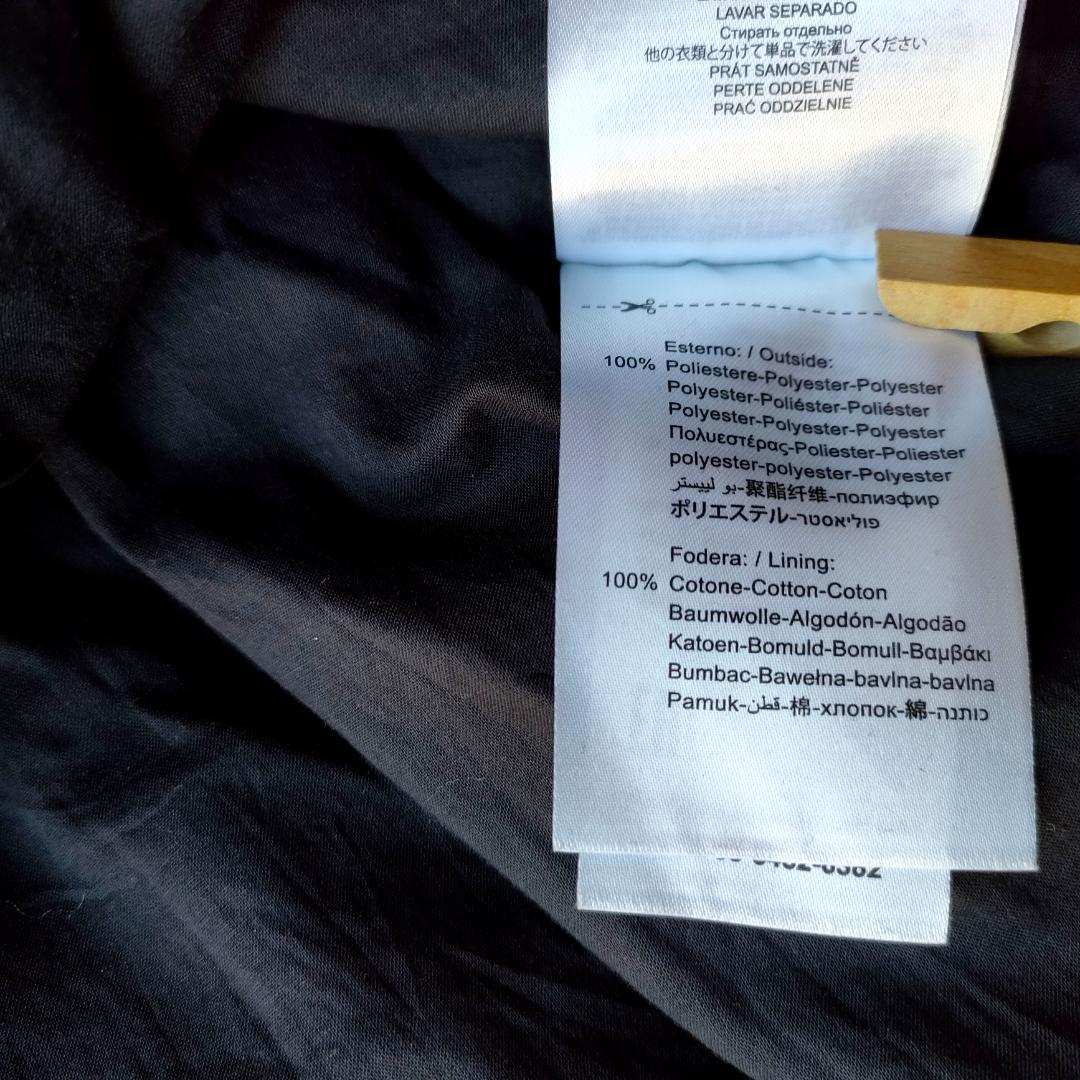 LAVAR SEPARADO
Стирать отдельно
他の衣類と分けて単品で洗濯してください
PRÁT SAMOSTATNĚ
PERTE ODDELENE
PRAĆ ODDZIELNIE
Esterno: / Outside:
100% Poliestere-Polyester-Polyester
Polyester-Poliéster-Poliéster
Polyester-Polyester-Polyester
Πολυεστέρας-Poliester-Poliester
polyester-polyester-Polyester
بو لييستر-聚酯纤维-полиэфир
ポリエステル-פוליאסטר
Fodera: / Lining:
100% Cotone-Cotton-Coton
Baumwolle-Algodón-Algodão
Katoen-Bomuld-Bomull-Βαμβάκι
Bumbac-Bawełna-bavlna-bavlna
Pamuk-قطن-棉-хлопок-綿-כותנה